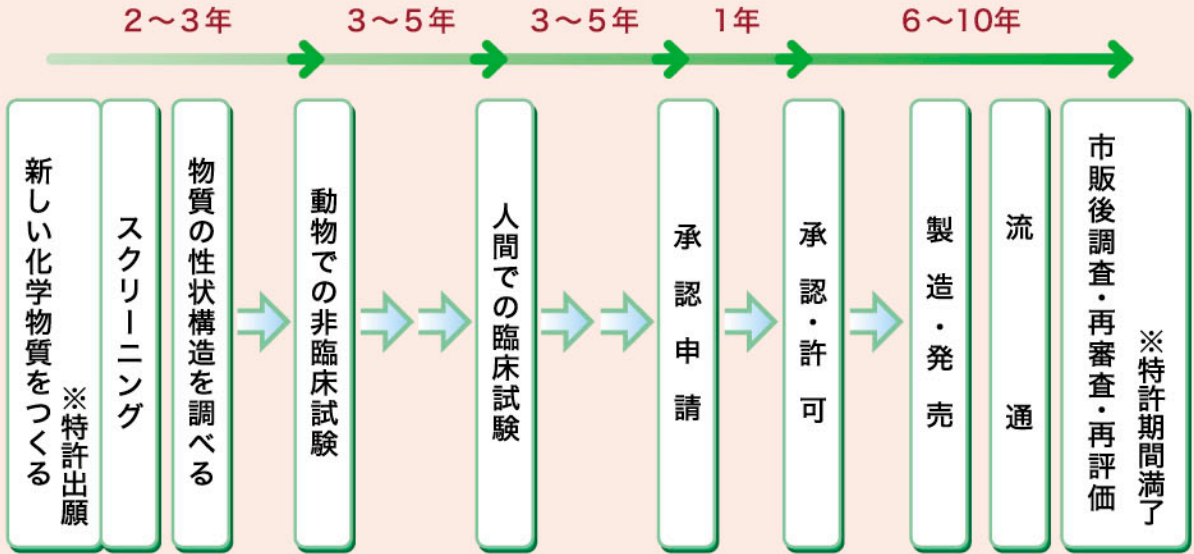 2～3年
3～5年
3～5年
1年
6～10年
新しい化学物質をつくる
※特許出願
スクリーニング
物質の性状構造を調べる
動物での非臨床試験
人間での臨床試験
承認申請
承認・許可
製造・発売
流通
市販後調査・再審査・再評価
※特許期間満了